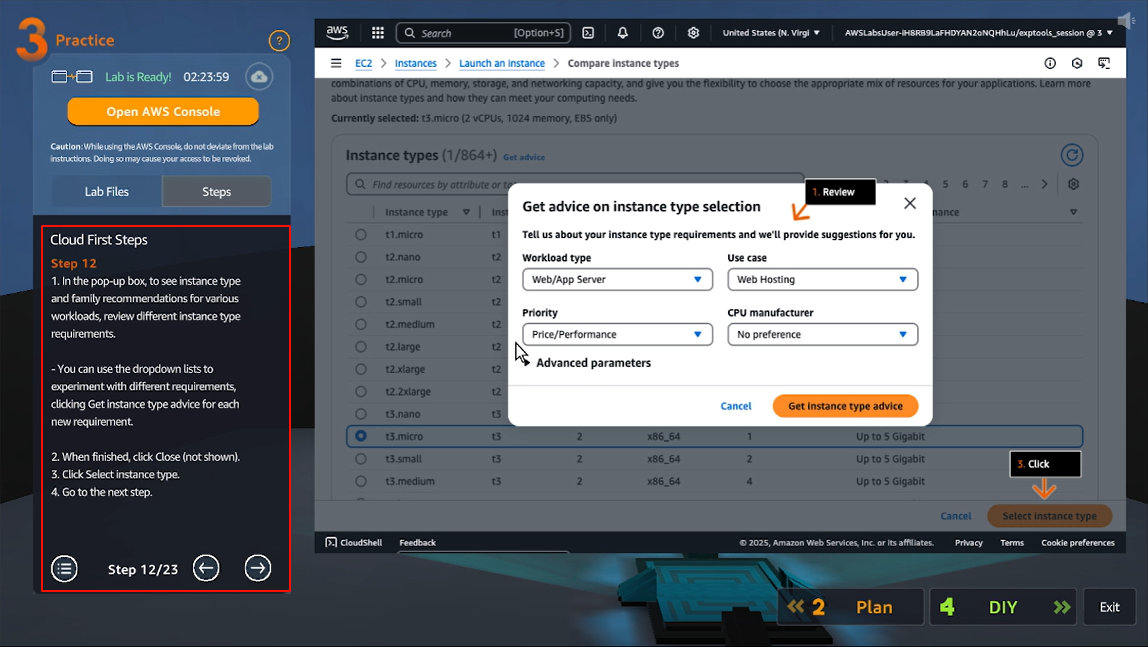 3 Practice
?
Lab is Ready! 02:23:59
Open AWS Console
Caution: While using the AWS Console, do not deviate from the lab
instructions. Doing so may cause your access to be revoked.
Lab Files Steps
Cloud First Steps
Step 12
1. In the pop-up box, to see instance type
and family recommendations for various
workloads, review different instance type
requirements.
- You can use the dropdown lists to
experiment with different requirements,
clicking Get instance type advice for each
new requirement.
2. When finished, click Close (not shown).
3. Click Select instance type.
4. Go to the next step.
Step 12/23
aws Search [Option+S] United States (N. Virgi AWSLabsUser-iH8RB9LaFHDYAN2oNQHhLu/exptools_session @ 3
EC2 > Instances > Launch an instance > Compare instance types
combinations of CPU, memory, storage, and networking capacity, and give you the flexibility to choose the appropriate mix of resources for your applications. Learn more
about instance types and how they can meet your computing needs.
Currently selected: t3.micro (2 vCPUs, 1024 memory, EBS only)
Instance types (1/864+) Get advice
Find resources by attribute or 5 6 7 8 ...
Instance type
t1.micro t1
t2.nano t2
t2.micro t2
t2.small t2
t2.medium t2
t2.large t2
t2.xlarge t2
t2.2xlarge t2
t3.nano t3
t3.micro t3 2 x86_64 1 Up to 5 Gigabit
t3.small t3 2 x86_64 2 Up to 5 Gigabit
t3.medium t3 2 x86_64 4 Up to 5 Gigabit
1. Review
Get advice on instance type selection
Tell us about your instance type requirements and we'll provide suggestions for you.
Workload type Use case
Web/App Server Web Hosting
Priority CPU manufacturer
Price/Performance No preference
Advanced parameters
Cancel Get instance type advice
3. Click
Cancel Select instance type
CloudShell Feedback © 2025, Amazon Web Services, Inc. or its affiliates. Privacy Terms Cookie preferences
2 Plan 4 DIY Exit